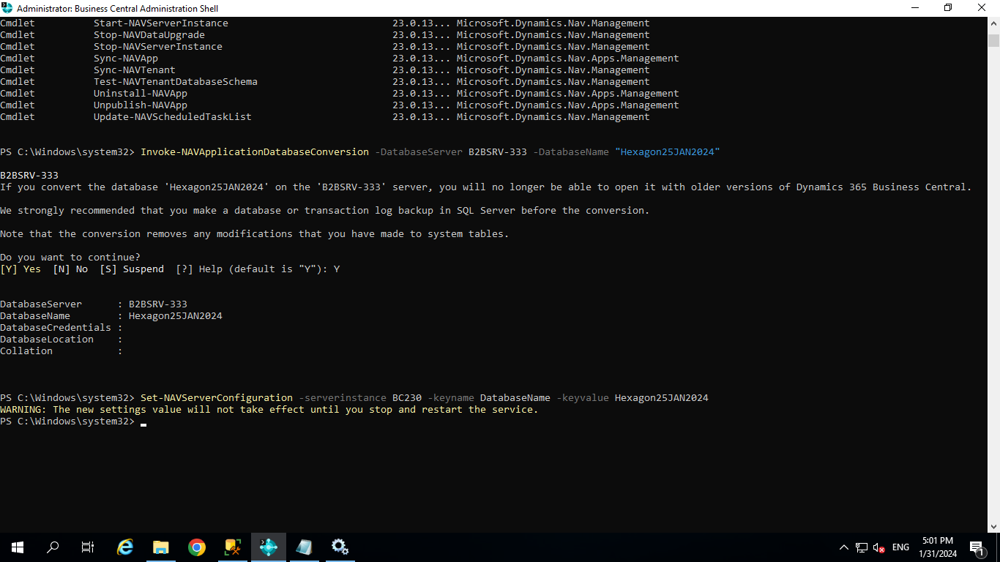 Administrator: Business Central Administration Shell
Cmdlet Start-NAVServerInstance 23.0.13... Microsoft.Dynamics.Nav.Management
Cmdlet Stop-NAVDataUpgrade 23.0.13... Microsoft.Dynamics.Nav.Management
Cmdlet Stop-NAVServerInstance 23.0.13... Microsoft.Dynamics.Nav.Management
Cmdlet Sync-NAVApp 23.0.13... Microsoft.Dynamics.Nav.Apps.Management
Cmdlet Sync-NAVTenant 23.0.13... Microsoft.Dynamics.Nav.Management
Cmdlet Test-NAVTenantDatabaseSchema 23.0.13... Microsoft.Dynamics.Nav.Management
Cmdlet Uninstall-NAVApp 23.0.13... Microsoft.Dynamics.Nav.Apps.Management
Cmdlet Unpublish-NAVApp 23.0.13... Microsoft.Dynamics.Nav.Apps.Management
Cmdlet Update-NAVScheduledTaskList 23.0.13... Microsoft.Dynamics.Nav.Management
PS C:\Windows\system32> Invoke-NAVApplicationDatabaseConversion -DatabaseServer B2BSRV-333 -DatabaseName "Hexagon25JAN2024"
B2BSRV-333
If you convert the database 'Hexagon25JAN2024' on the 'B2BSRV-333' server, you will no longer be able to open it with older versions of Dynamics 365 Business Central.
We strongly recommended that you make a database or transaction log backup in SQL Server before the conversion.
Note that the conversion removes any modifications that you have made to system tables.
Do you want to continue?
[Y] Yes [N] No [S] Suspend [?] Help (default is "Y"): Y
DatabaseServer : B2BSRV-333
DatabaseName : Hexagon25JAN2024
DatabaseCredentials :
DatabaseLocation :
Collation :
PS C:\Windows\system32> Set-NAVServerConfiguration -serverinstance BC230 -keyname DatabaseName -keyvalue Hexagon25JAN2024
WARNING: The new settings value will not take effect until you stop and restart the service.
PS C:\Windows\system32>
ENG
5:01 PM
1/31/2024
1